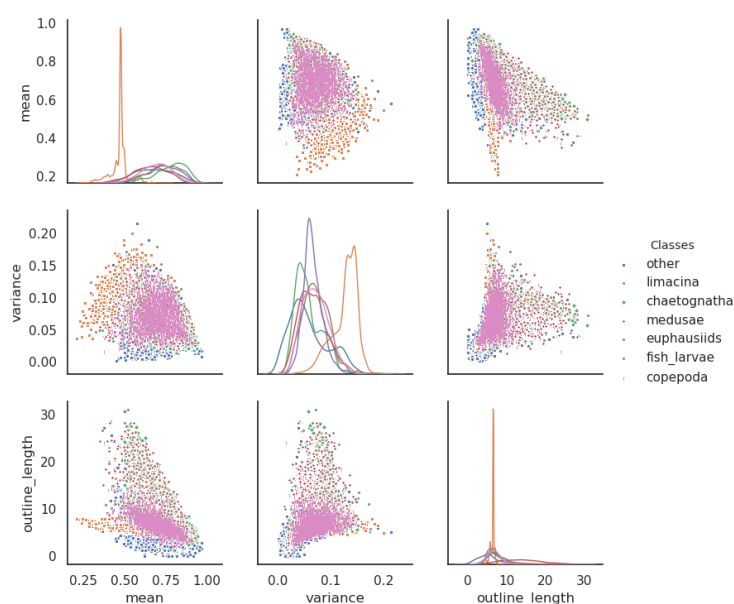 1.0
0.8
0.6
0.4
0.2
mean
0.20
0.15
0.10
0.05
0.00
variance
30
20
10
0
outline_length
0.25 0.50 0.75 1.00
mean
0.0 0.1 0.2
variance
0 10 20 30
outline_length
Classes
other
limacina
chaetognatha
medusae
euphausiids
fish_larvae
copepoda